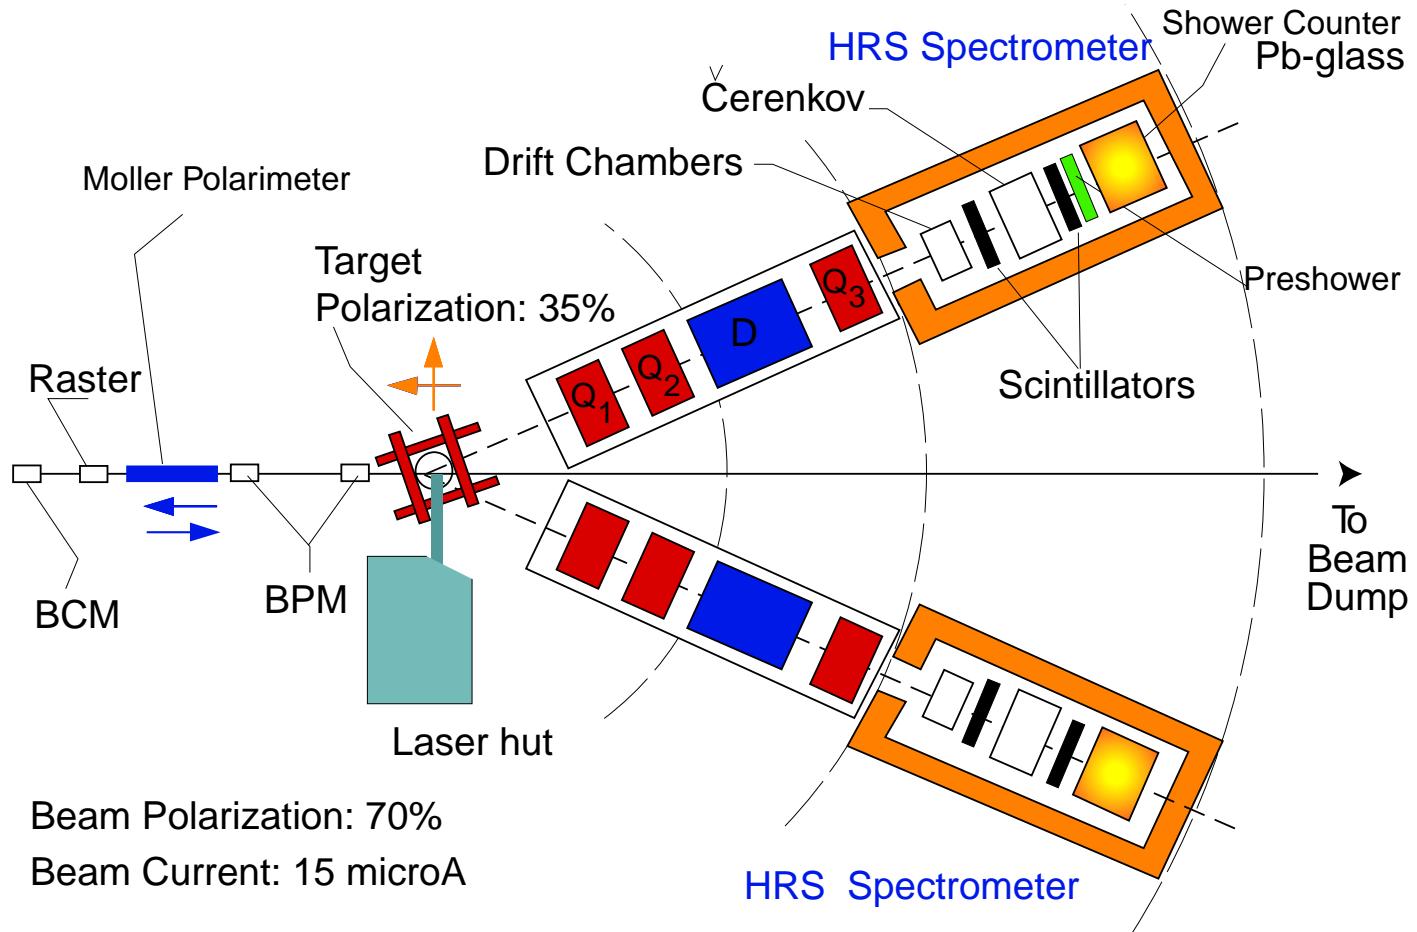 Shower Counter
HRS Spectrometer
Pb-glass
Čerenkov
Drift Chambers
Moller Polarimeter
Target
Polarization: 35%
Preshower
Q3
D
Q2
Q1
Raster
Scintillators
To
Beam
Dump
BCM
BPM
Laser hut
Beam Polarization: 70%
Beam Current: 15 microA
HRS Spectrometer